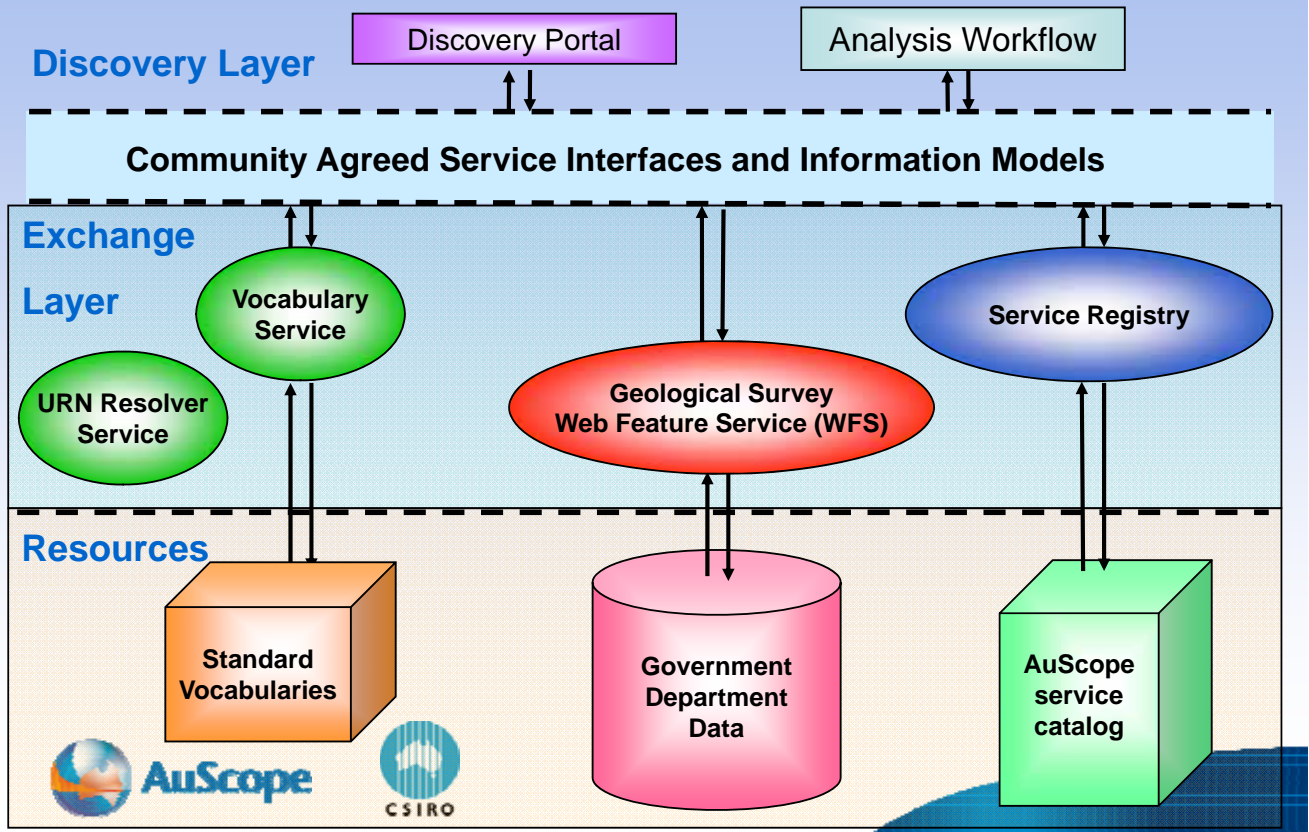 Discovery Portal
Analysis Workflow
Discovery Layer
Community Agreed Service Interfaces and Information Models
Exchange
Layer
Vocabulary
Service
Service Registry
URN Resolver
Service
Geological Survey
Web Feature Service (WFS)
Resources
Standard
Vocabularies
Government
Department
Data
AuScope
service
catalog
AuScope
CSIRO